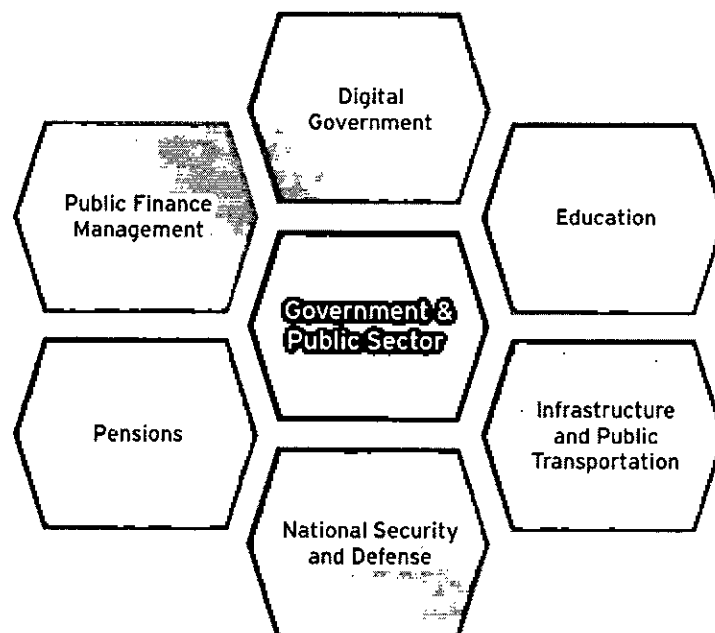 Digital
Government
Public Finance
Management
Education
Government &
Public Sector
Pensions
Infrastructure
and Public
Transportation
National Security
and Defense